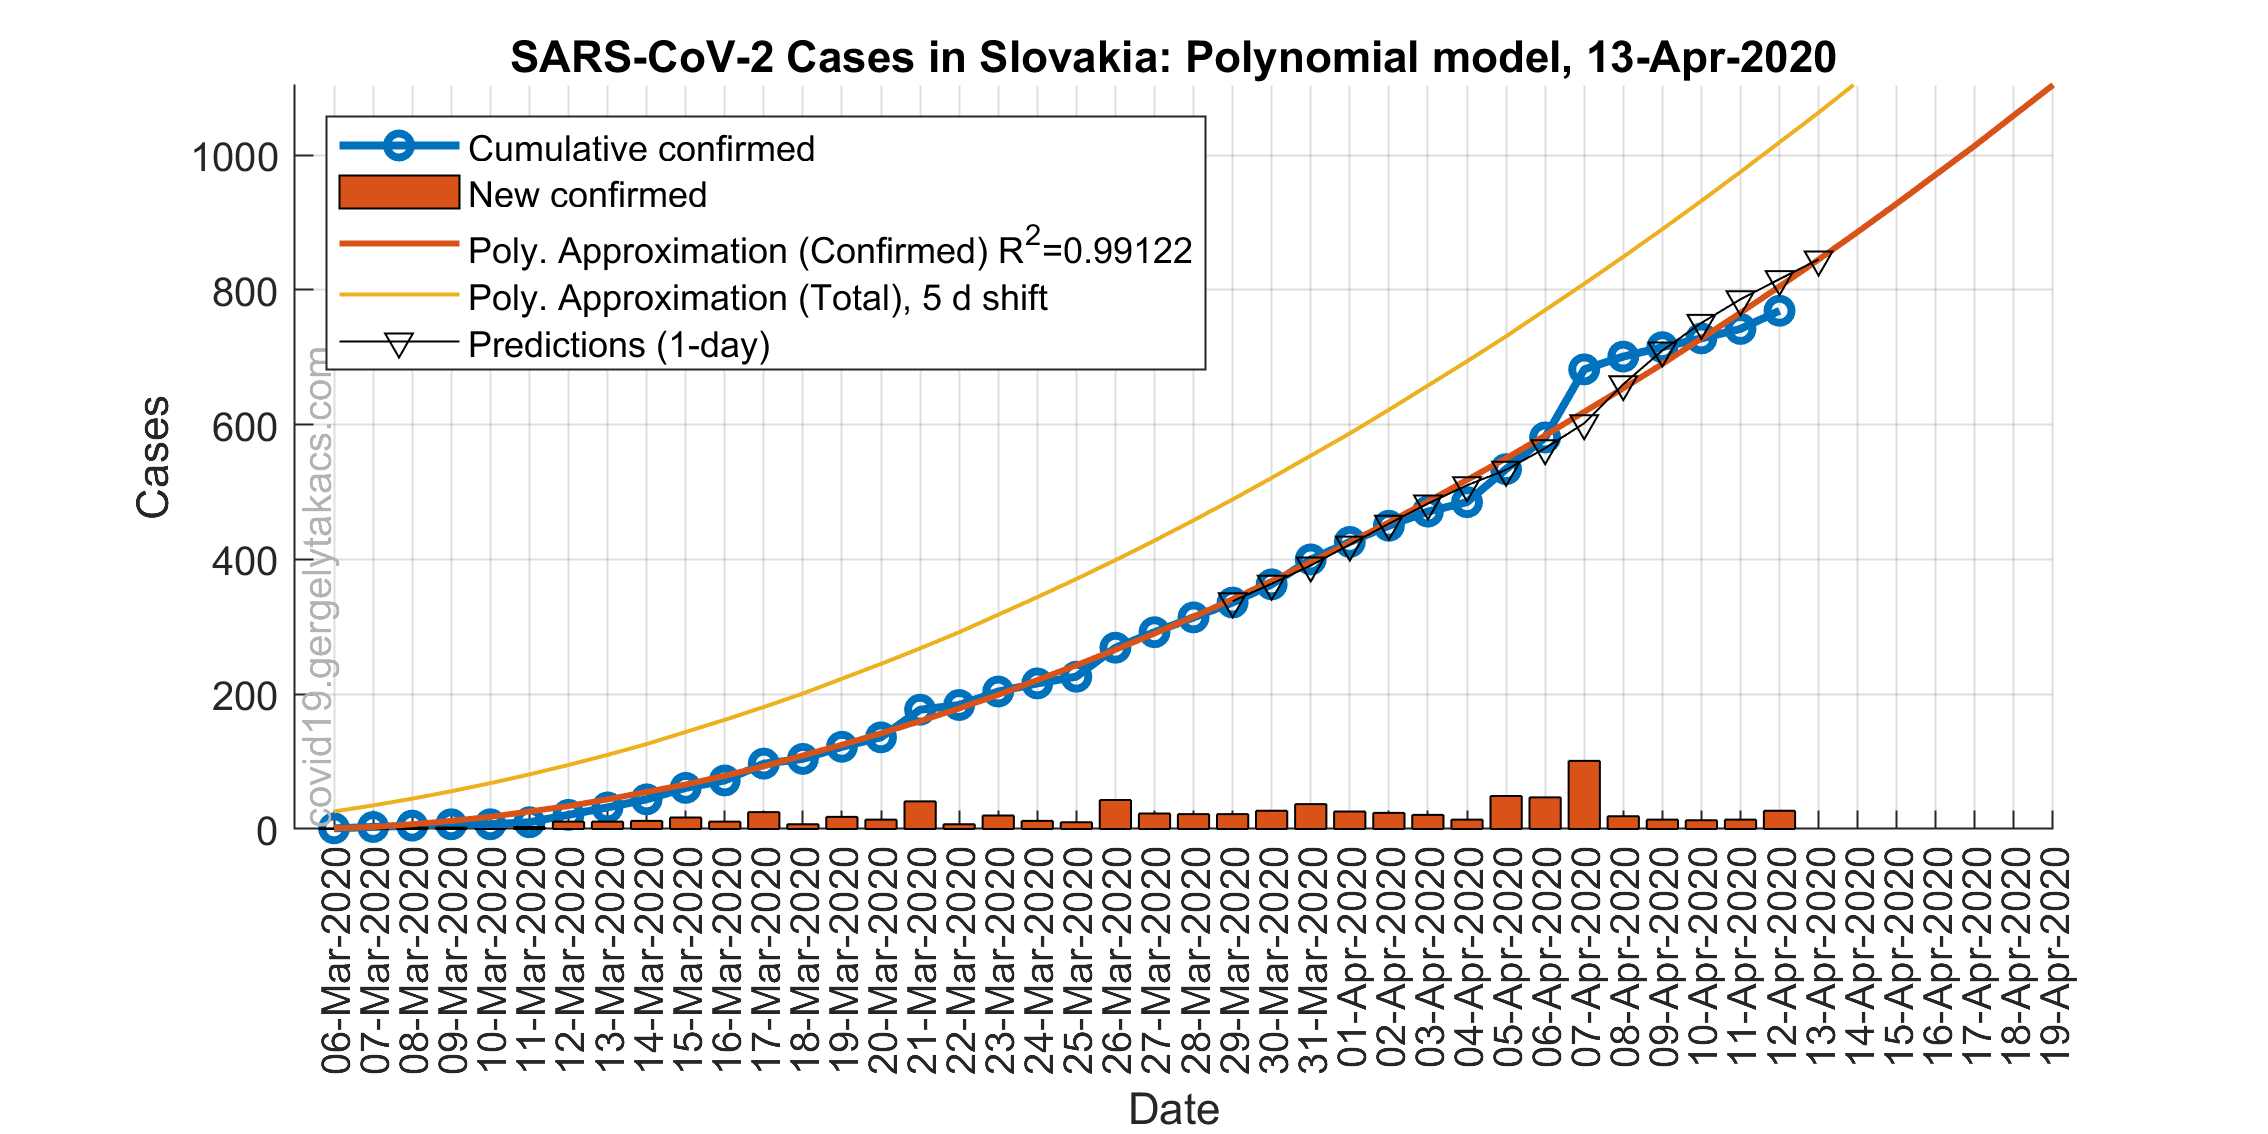 SARS-CoV-2 Cases in Slovakia: Polynomial model, 13-Apr-2020
Cumulative confirmed
New confirmed
Poly. Approximation (Confirmed) R²=0.99122
Poly. Approximation (Total), 5 d shift
Predictions (1-day)
covid19.gergelytakacs.com
Cases
1000
800
600
400
200
0
06-Mar-2020
07-Mar-2020
08-Mar-2020
09-Mar-2020
10-Mar-2020
11-Mar-2020
12-Mar-2020
13-Mar-2020
14-Mar-2020
15-Mar-2020
16-Mar-2020
17-Mar-2020
18-Mar-2020
19-Mar-2020
20-Mar-2020
21-Mar-2020
22-Mar-2020
23-Mar-2020
24-Mar-2020
25-Mar-2020
26-Mar-2020
27-Mar-2020
28-Mar-2020
29-Mar-2020
30-Mar-2020
31-Mar-2020
01-Apr-2020
02-Apr-2020
03-Apr-2020
04-Apr-2020
05-Apr-2020
06-Apr-2020
07-Apr-2020
08-Apr-2020
09-Apr-2020
10-Apr-2020
11-Apr-2020
12-Apr-2020
13-Apr-2020
14-Apr-2020
15-Apr-2020
16-Apr-2020
17-Apr-2020
18-Apr-2020
19-Apr-2020
Date